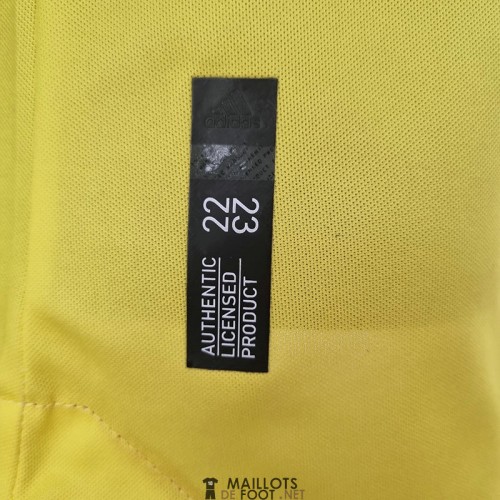 adidas
22
23
AUTHENTIC
LICENSED
PRODUCT
MAILLOTS
DE FOOT.NET